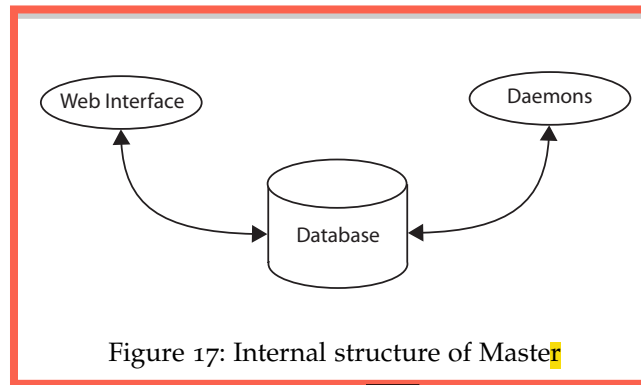 Web Interface
Daemons
Database
Figure 17: Internal structure of Master